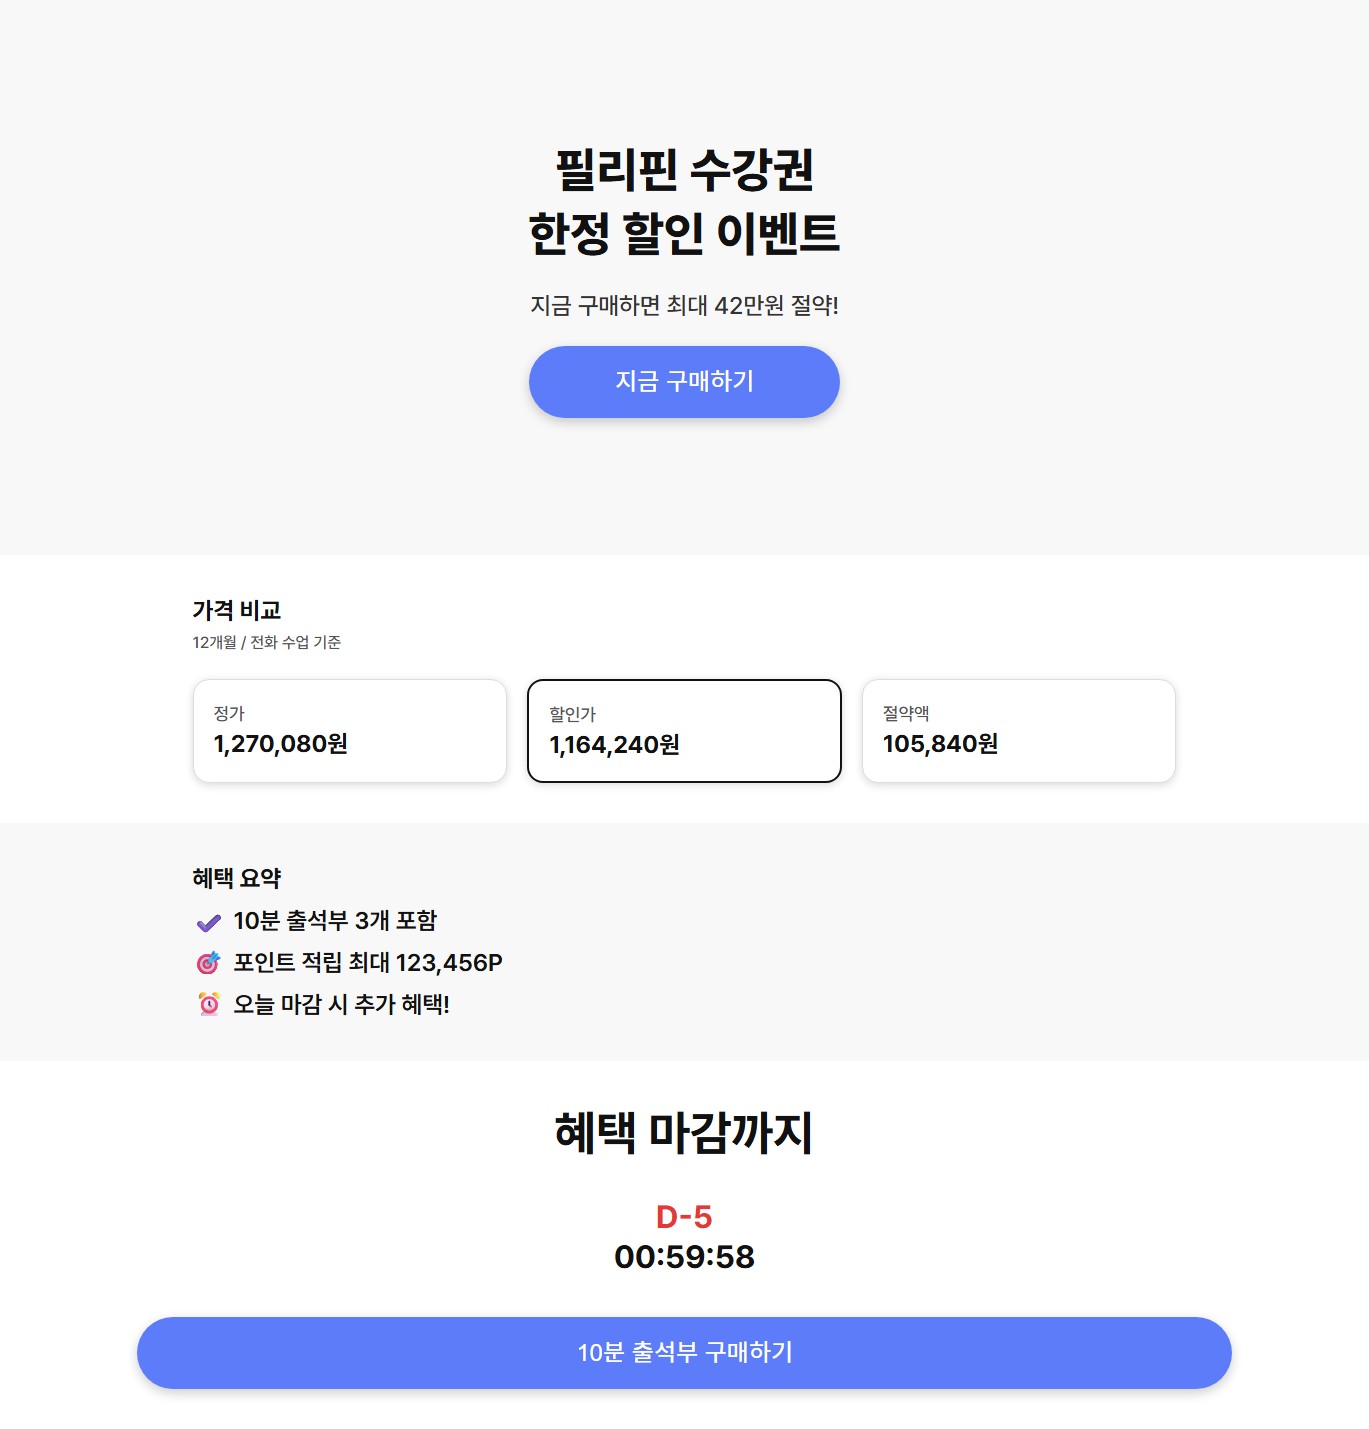 필리핀 수강권
한정 할인 이벤트
지금 구매하면 최대 42만원 절약!
지금 구매하기
가격 비교
12개월 / 전화 수업 기준
정가
1,270,080원
할인가
1,164,240원
절약액
105,840원
혜택 요약
10분 출석부 3개 포함
포인트 적립 최대 123,456P
오늘 마감 시 추가 혜택!
혜택 마감까지
D-5
00:59:58
10분 출석부 구매하기